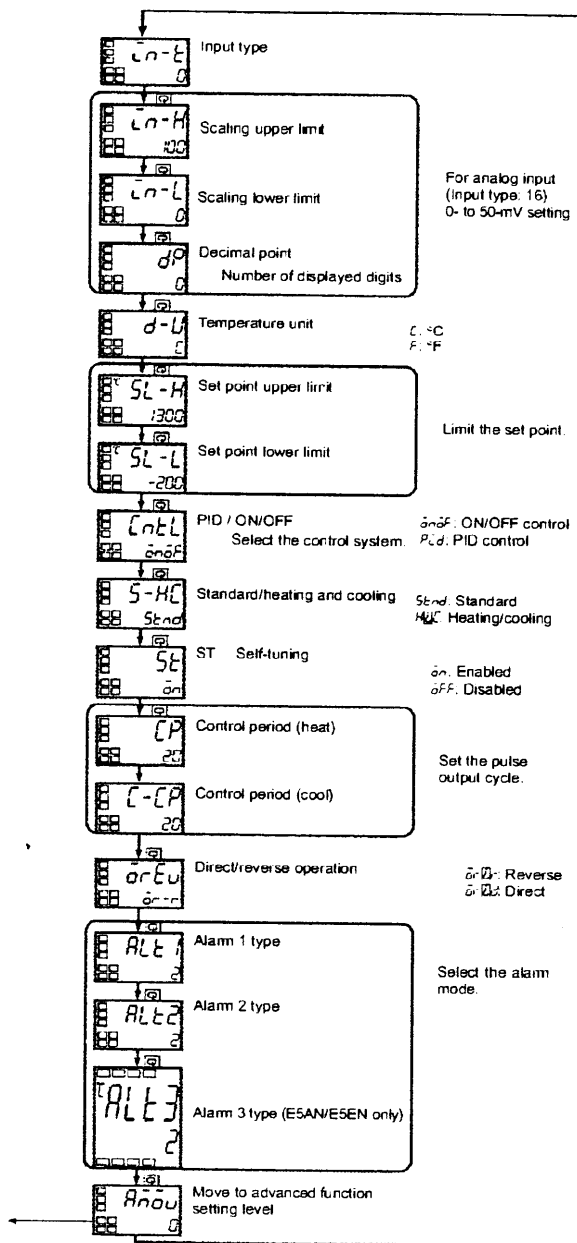 in-t
Input type
0
in-H
Scaling upper limit
100
in-L
Scaling lower limit
0
For analog input
(Input type: 16)
0- to 50-mV setting
dP
Decimal point
Number of displayed digits
0
d-U
Temperature unit
C
C: °C
F: °F
°C
SL-H
Set point upper limit
1300
°C
SL-L
Set point lower limit
-200
Limit the set point.
CntL
PID / ON/OFF
Select the control system.
onoF
onoF: ON/OFF control
Pid: PID control
S-HC
Standard/heating and cooling
Stnd
Stnd: Standard
Heating/cooling
St
ST Self-tuning
on
on: Enabled
oFF: Disabled
CP
Control period (heat)
20
C-CP
Control period (cool)
20
Set the pulse
output cycle.
orEv
Direct/reverse operation
or-r
: Reverse
: Direct
ALt1
Alarm 1 type
2
ALt2
Alarm 2 type
2
Select the alarm
mode.
ALt3
Alarm 3 type (E5AN/E5EN only)
2
Amov
Move to advanced function
setting level
0